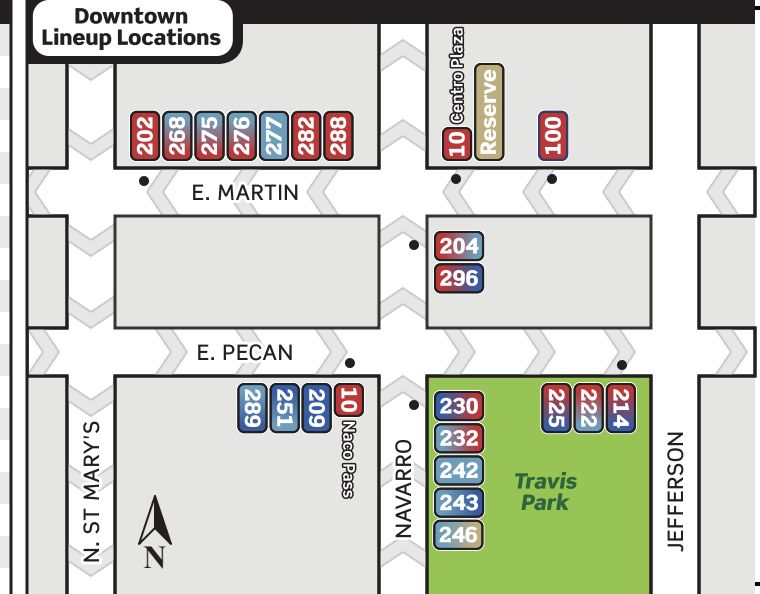 Downtown
Lineup Locations
202
268
275
276
277
282
288
10 Centro Plaza
Reserve
100
E. MARTIN
204
296
E. PECAN
289
251
209
10 Naco Pass
230
232
242
243
246
225
222
214
Travis
Park
N. ST MARY'S
NAVARRO
JEFFERSON
N